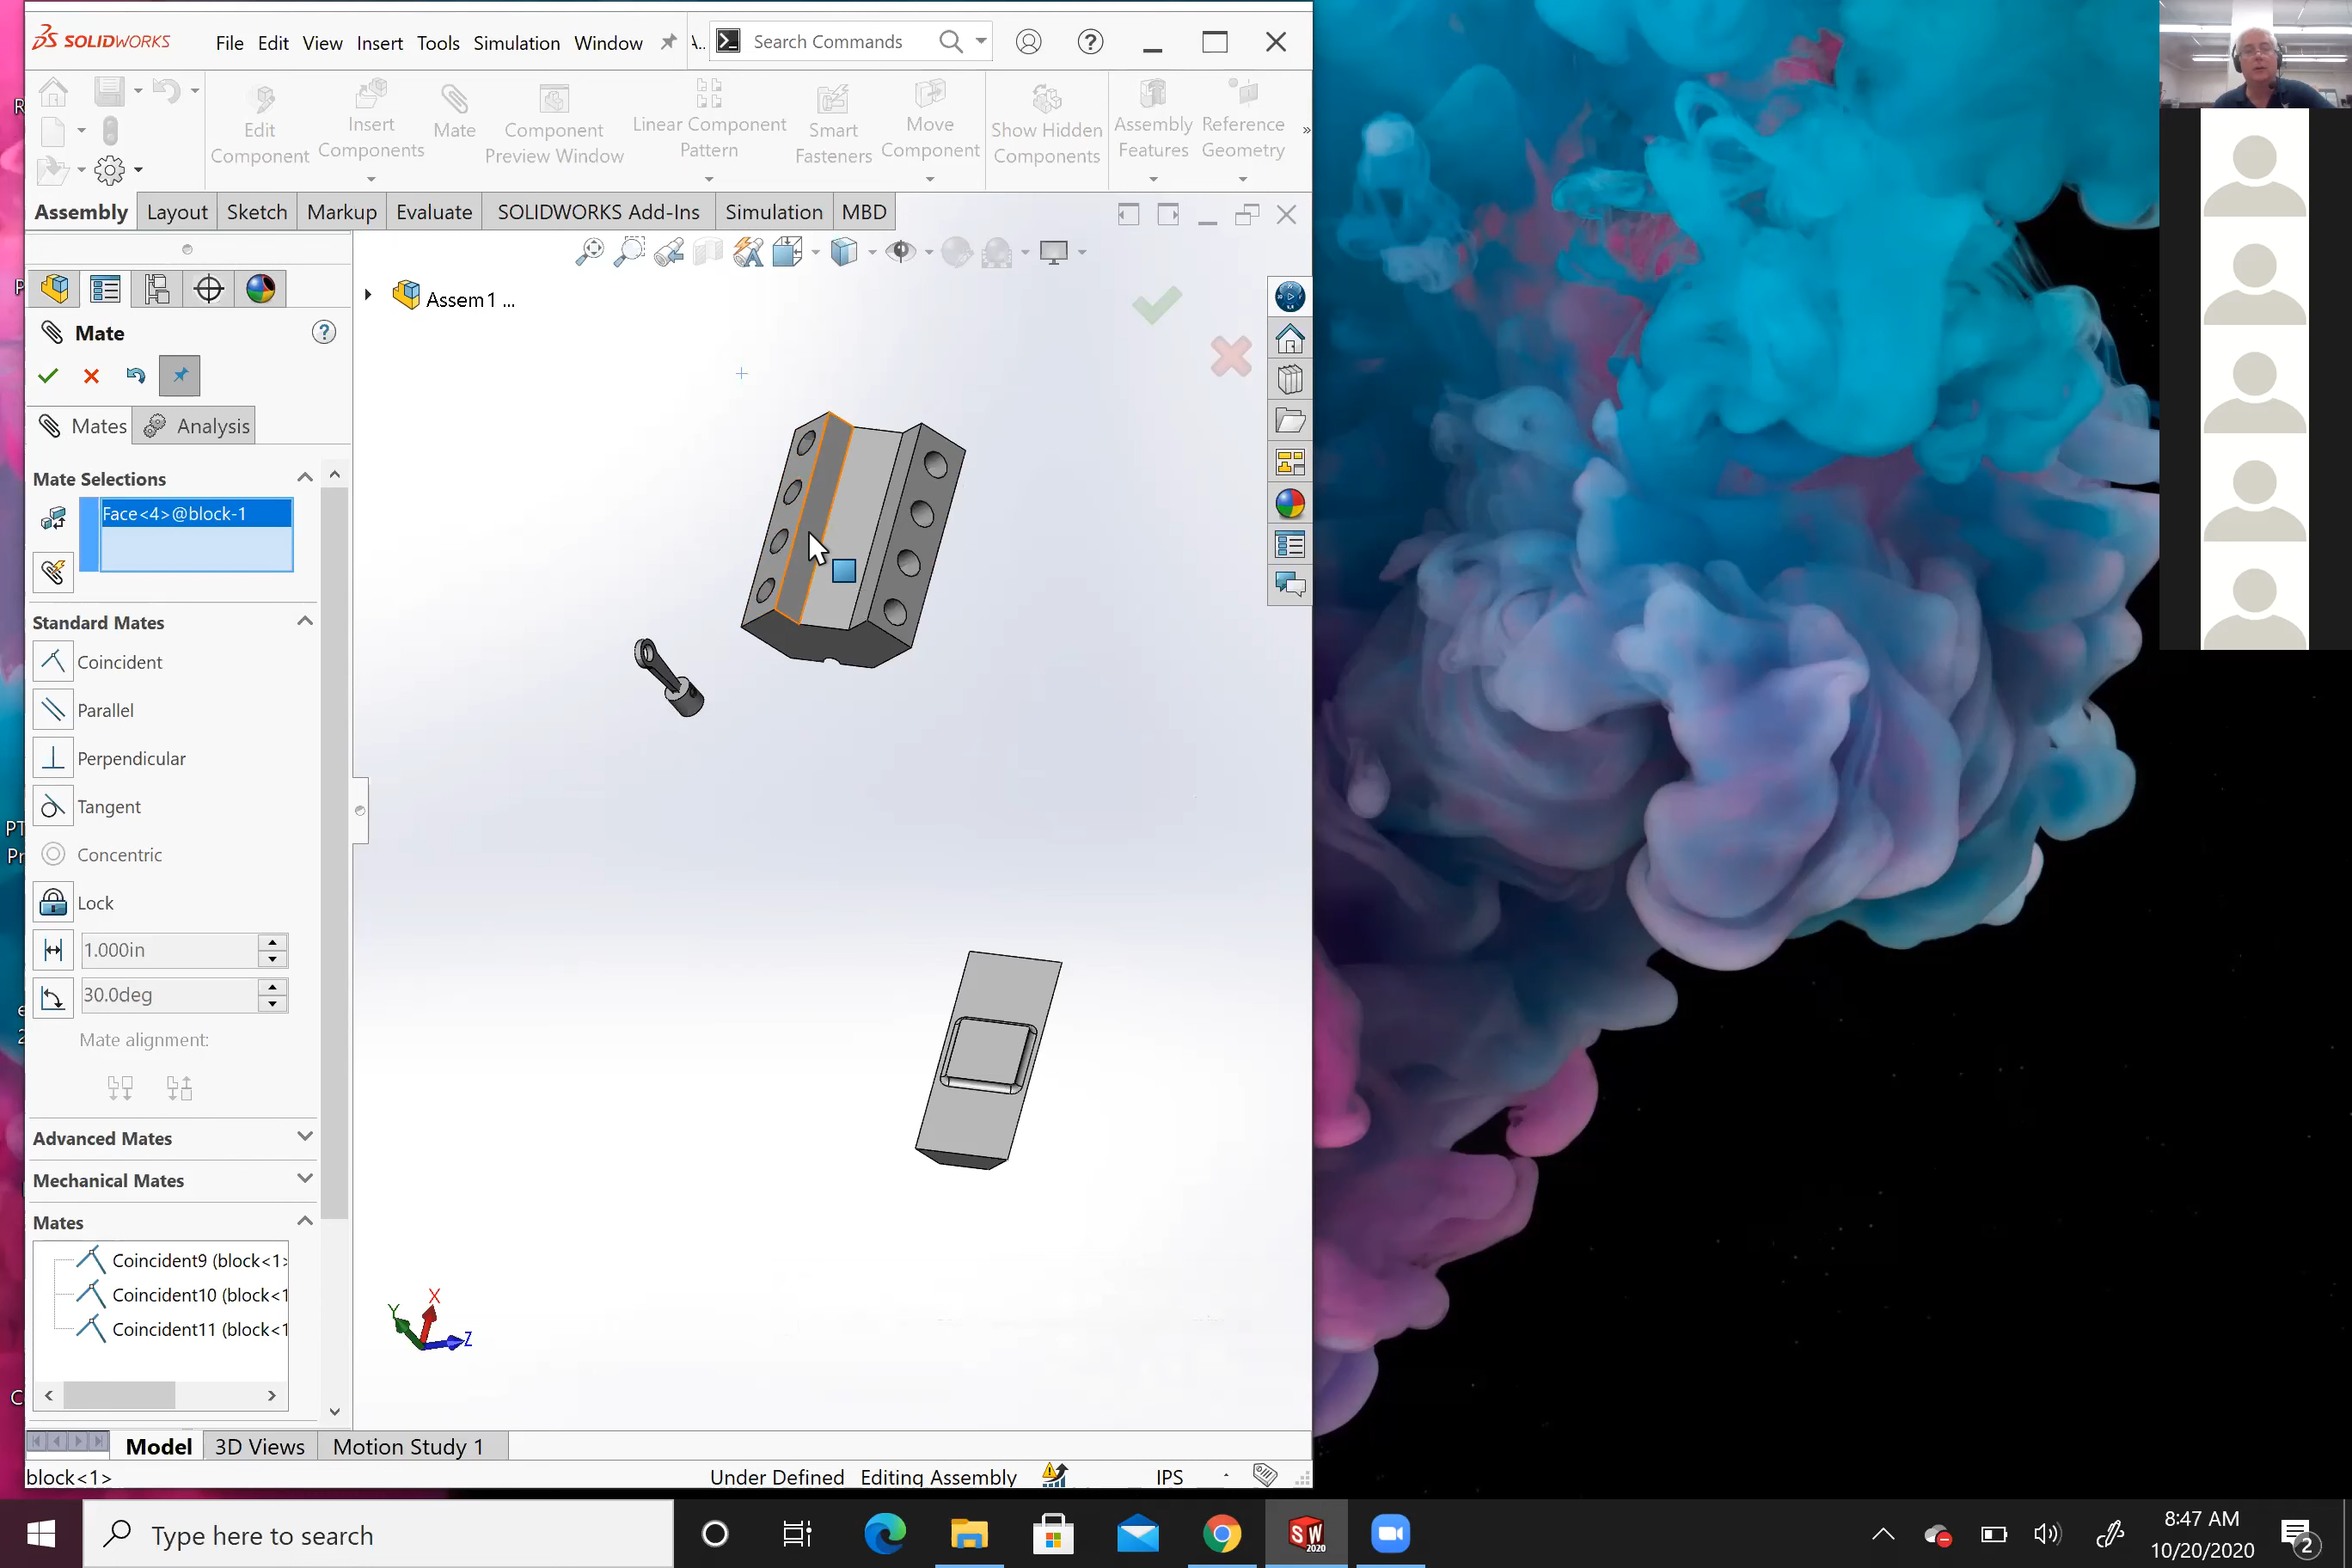 SOLIDWORKS
File Edit View Insert Tools Simulation Window
Search Commands
Edit Component
Insert Components
Mate
Component Preview Window
Linear Component Pattern
Smart Fasteners
Move Component
Show Hidden Components
Assembly Features
Reference Geometry
»
Assembly Layout Sketch Markup Evaluate SOLIDWORKS Add-Ins Simulation MBD
Assem1 ...
Mate
Mates Analysis
Mate Selections
Face<4>@block-1
Standard Mates
Coincident
Parallel
Perpendicular
Tangent
Concentric
Lock
1.000in
30.0deg
Mate alignment:
Advanced Mates
Mechanical Mates
Mates
Coincident9 (block<1>
Coincident10 (block<1
Coincident11 (block<1
X
Y
Z
Model 3D Views Motion Study 1
block<1>
Under Defined Editing Assembly IPS
Type here to search
SW
2020
8:47 AM
10/20/2020
2